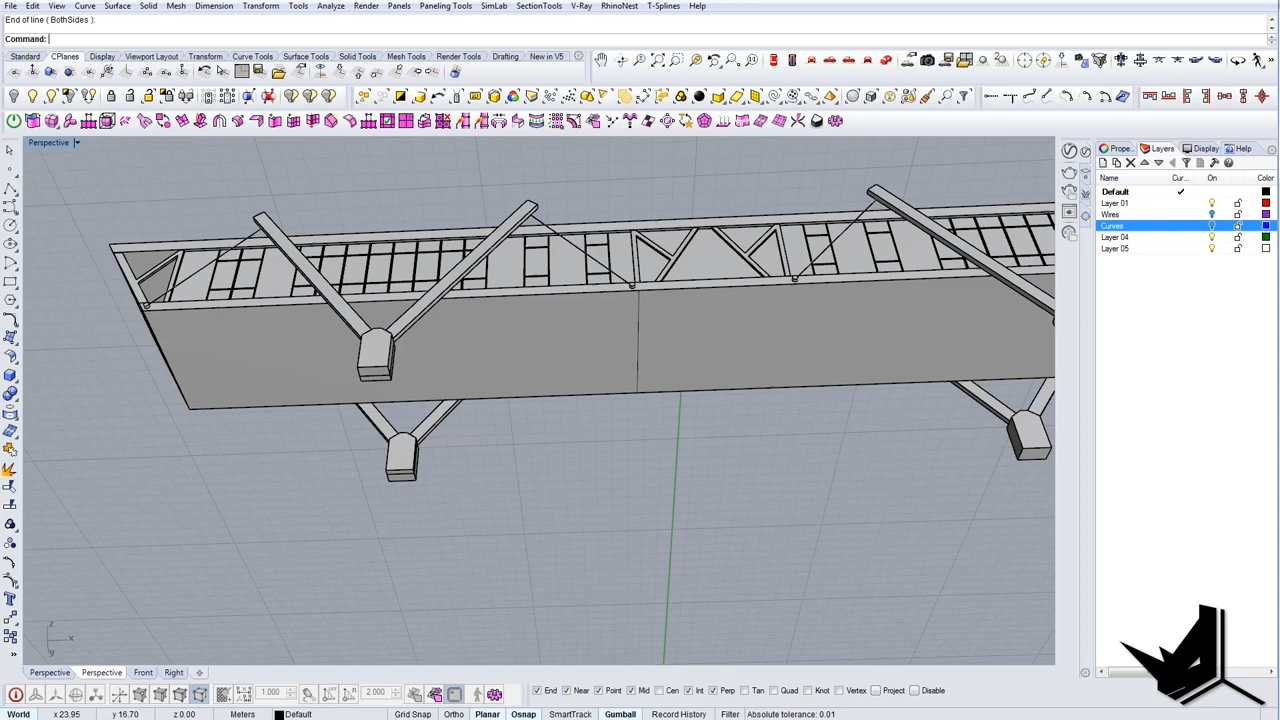 File Edit View Curve Surface Solid Mesh Dimension Transform Tools Analyze Render Panels Paneling Tools SimLab SectionTools V-Ray RhinoNest T-Splines Help
End of line ( BothSides ):
Command:
Standard CPlanes Display Viewport Layout Transform Curve Tools Surface Tools Solid Tools Mesh Tools Render Tools Drafting New in V5
Perspective
Prope... Layers Display Help
Name Cur... On Color
Default
Layer 01
Wires
Curves
Layer 04
Layer 05
z
x
y
Perspective Perspective Front Right
1.000 2.000 End Near Point Mid Cen Int Perp Tan Quad Knot Vertex Project Disable
World x 23.95 y 16.70 z 0.00 Meters Default Grid Snap Ortho Planar Osnap SmartTrack Gumball Record History Filter Absolute tolerance: 0.01